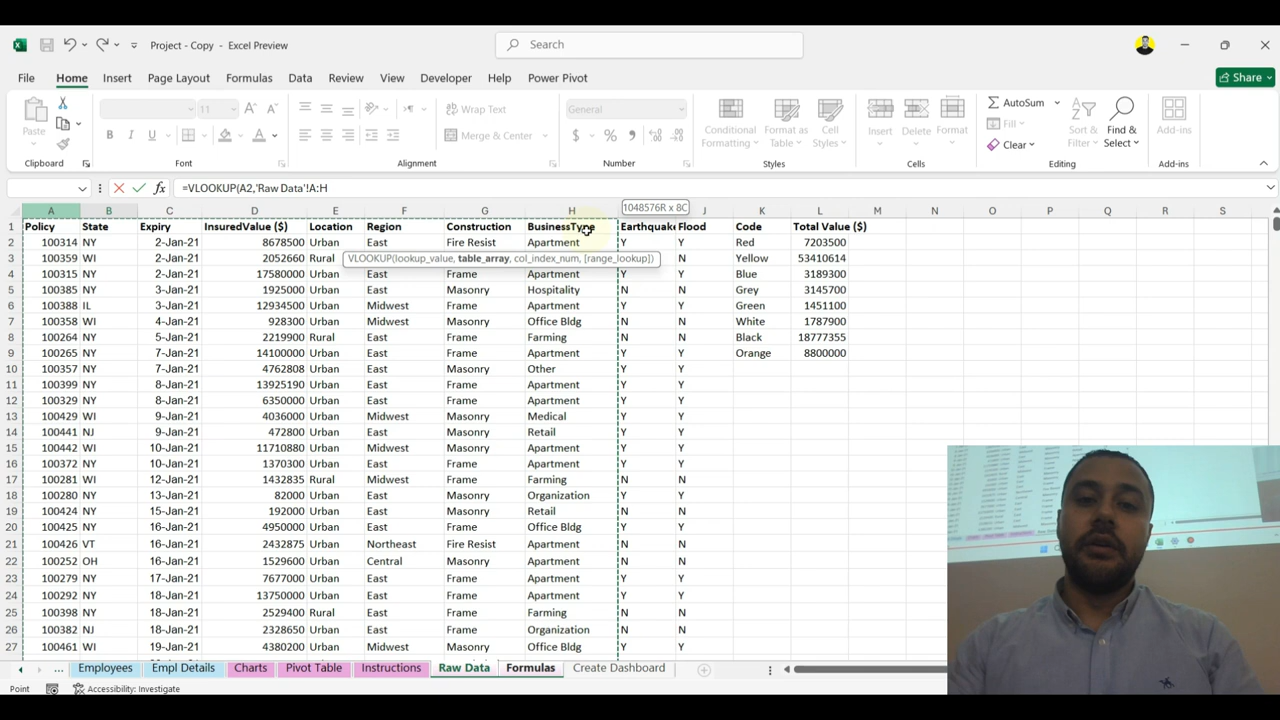 Project - Copy - Excel Preview
Search
File Home Insert Page Layout Formulas Data Review View Developer Help Power Pivot
Share
Paste
11
B I U
A A
Wrap Text
Merge & Center
General
$ %
Conditional Formatting
Format as Table
Cell Styles
Insert
Delete
Format
AutoSum
Fill
Clear
Sort & Filter
Find & Select
Add-ins
Clipboard Font Alignment Number Styles Cells Editing Add-ins
fx =VLOOKUP(A2,'Raw Data'!A:H
1048576R x 8C
A B C D E F G H J K L M N O P Q R S
1 Policy State Expiry InsuredValue ($) Location Region Construction BusinessType Earthquake Flood Code Total Value ($)
2 100314 NY 2-Jan-21 8678500 Urban East Fire Resist Apartment Y Y Red 7203500
3 100359 WI 2-Jan-21 2052660 Rural N Yellow 53410614
VLOOKUP(lookup_value, table_array, col_index_num, [range_lookup])
4 100315 NY 2-Jan-21 17580000 Urban East Frame Apartment Y Y Blue 3189300
5 100385 NY 3-Jan-21 1925000 Urban East Masonry Hospitality N N Grey 3145700
6 100388 IL 3-Jan-21 12934500 Urban Midwest Frame Apartment Y Y Green 1451100
7 100358 WI 4-Jan-21 928300 Urban Midwest Masonry Office Bldg N N White 1787900
8 100264 NY 5-Jan-21 2219900 Rural East Frame Farming N N Black 18777355
9 100265 NY 7-Jan-21 14100000 Urban East Frame Apartment Y Y Orange 8800000
10 100357 NY 7-Jan-21 4762808 Urban East Masonry Other Y Y
11 100399 NY 8-Jan-21 13925190 Urban East Frame Apartment Y Y
12 100329 NY 8-Jan-21 6350000 Urban East Frame Apartment Y Y
13 100429 WI 9-Jan-21 4036000 Urban Midwest Masonry Medical N N
14 100441 NJ 9-Jan-21 472800 Urban East Masonry Retail N N
15 100442 WI 10-Jan-21 11710880 Urban Midwest Masonry Apartment Y Y
16 100372 NY 10-Jan-21 1370300 Urban East Frame Apartment Y Y
17 100281 WI 12-Jan-21 1432835 Rural Midwest Frame Farming N N
18 100280 NY 13-Jan-21 82000 Urban East Masonry Organization Y Y
19 100424 NY 15-Jan-21 192000 Urban East Masonry Retail N N
20 100425 NY 16-Jan-21 4950000 Urban East Frame Office Bldg Y Y
21 100426 VT 16-Jan-21 2432875 Urban Northeast Fire Resist Apartment N N
22 100252 OH 16-Jan-21 1529600 Urban Central Masonry Apartment N N
23 100279 NY 17-Jan-21 7677000 Urban East Frame Apartment Y Y
24 100292 NY 18-Jan-21 13750000 Urban East Frame Apartment Y Y
25 100398 NY 18-Jan-21 2529400 Rural East Frame Farming N N
26 100382 NJ 18-Jan-21 2328650 Urban East Frame Organization N N
27 100461 WI 19-Jan-21 4380200 Urban Midwest Masonry Office Bldg N N
... Employees Empl Details Charts Pivot Table Instructions Raw Data Formulas Create Dashboard
Point Accessibility: Investigate